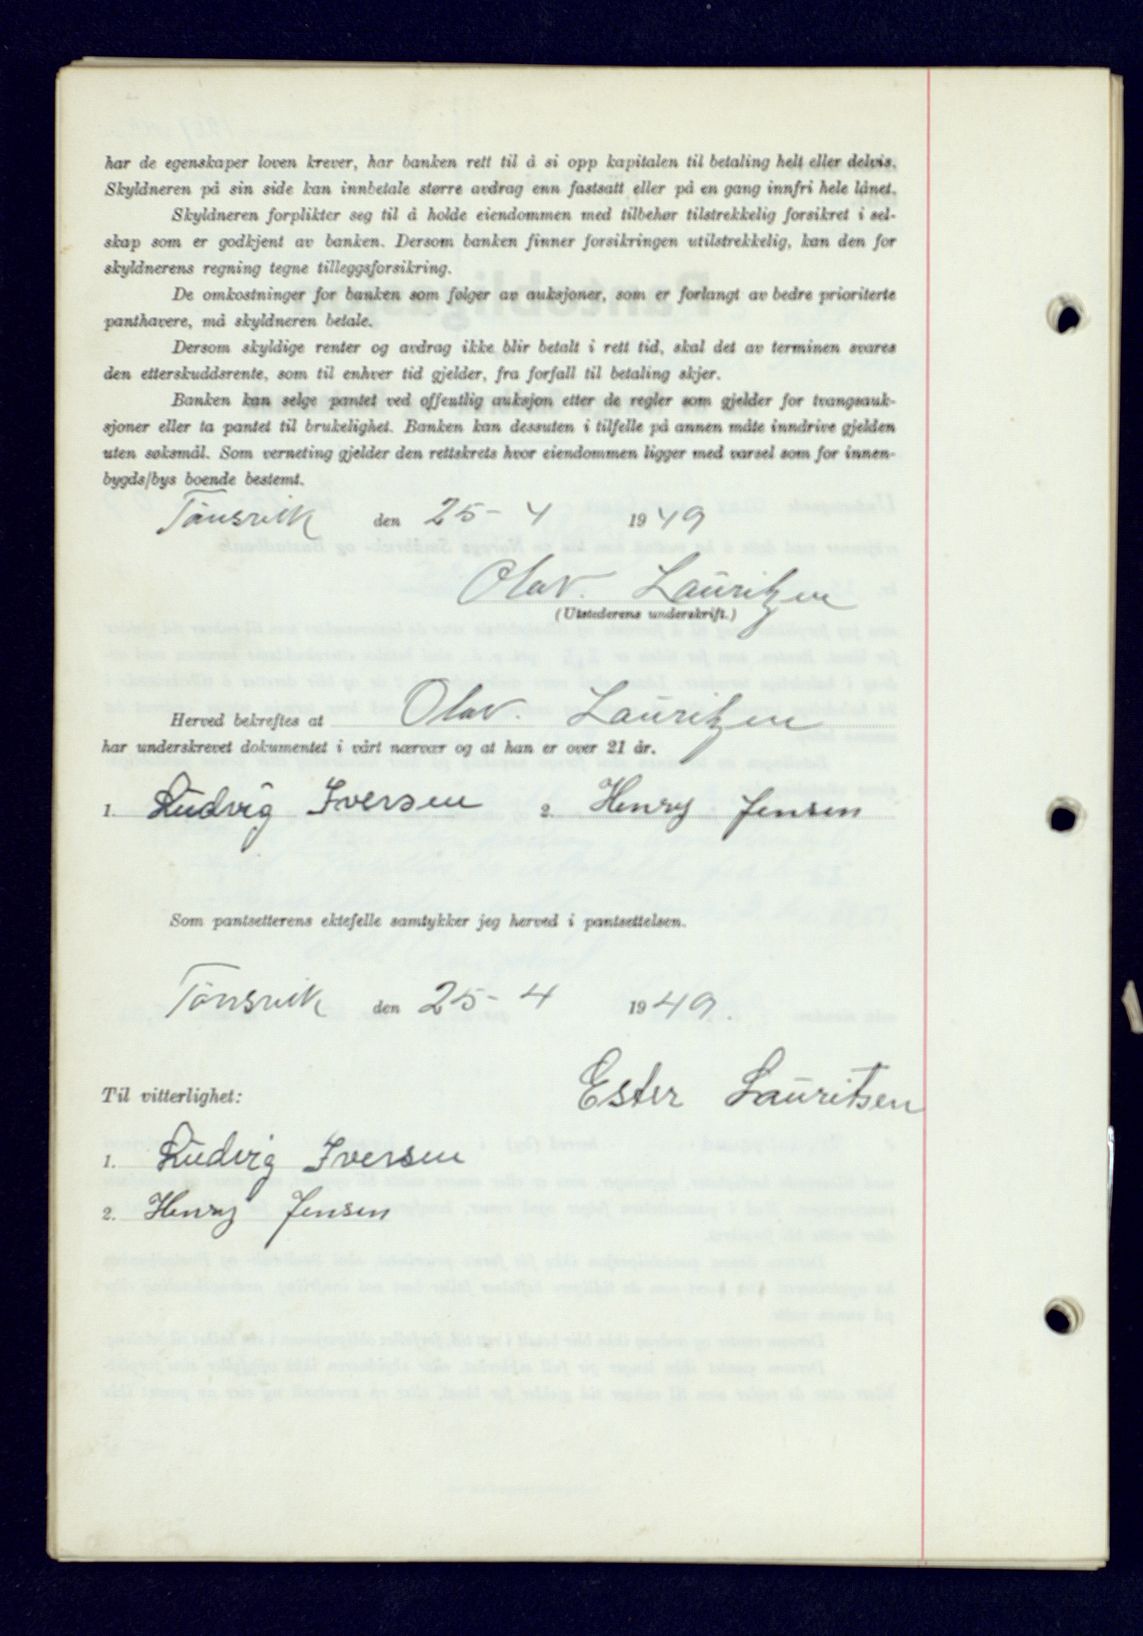 har de egenskaper loven krever, har banken rett til å si opp kapitalen til betaling helt eller delvis.
Skyldneren på sin side kan innbetale større avdrag enn fastsatt eller på en gang innfri hele lånet.
Skyldneren forplikter seg til å holde eiendommen med tilbehør tilstrekkelig forsikret i sel-
skap som er godkjent av banken. Dersom banken finner forsikringen utilstrekkelig, kan den for
skyldnerens regning tegne tilleggsforsikring.
De omkostninger for banken som følger av auksjoner, som er forlangt av bedre prioriterte
panthavere, må skyldneren betale.
Dersom skyldige renter og avdrag ikke blir betalt i rett tid, skal det av terminen svares
den etterskuddsrente, som til enhver tid gjelder, fra forfall til betaling skjer.
Banken kan selge pantet ved offentlig auksjon etter de regler som gjelder for tvangsauk-
sjoner eller ta pantet til brukelighet. Banken kan dessuten i tilfelle på annen måte inndrive gjelden
uten søksmål. Som verneting gjelder den rettskrets hvor eiendommen ligger med varsel som for innen-
bygds/bys boende bestemt.
Tønsvik den 25-4 1949
Olav. Lauritzen
(Utstederens underskrift.)
Herved bekreftes at Olav. Lauritzen
har underskrevet dokumentet i vårt nærvær og at han er over 21 år.
1. Ludvig Iversen 2. Henry Jensen
Som pantsetterens ektefelle samtykker jeg herved i pantsettelsen.
Tønsvik den 25-4 1949.
Ester Lauritsen
Til vitterlighet:
1. Ludvig Iversen
2. Henry Jensen